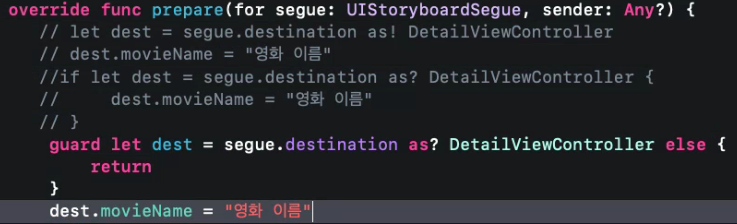 override func prepare(for segue: UIStoryboardSegue, sender: Any?) {
// let dest = segue.destination as! DetailViewController
// dest.movieName = "영화 이름"
//if let dest = segue.destination as? DetailViewController {
//     dest.movieName = "영화 이름"
// }
guard let dest = segue.destination as? DetailViewController else {
return
}
dest.movieName = "영화 이름"